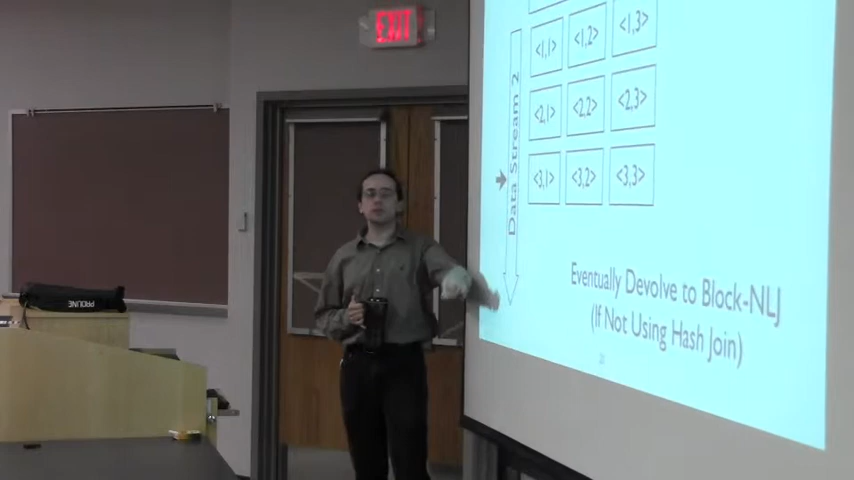 EXIT
<1,1> <1,2> <1,3>
<2,1> <2,2> <2,3>
<3,1> <3,2> <3,3>
Data Stream 2
Eventually Devolve to Block-NLJ
(If Not Using Hash Join)
PROLINE